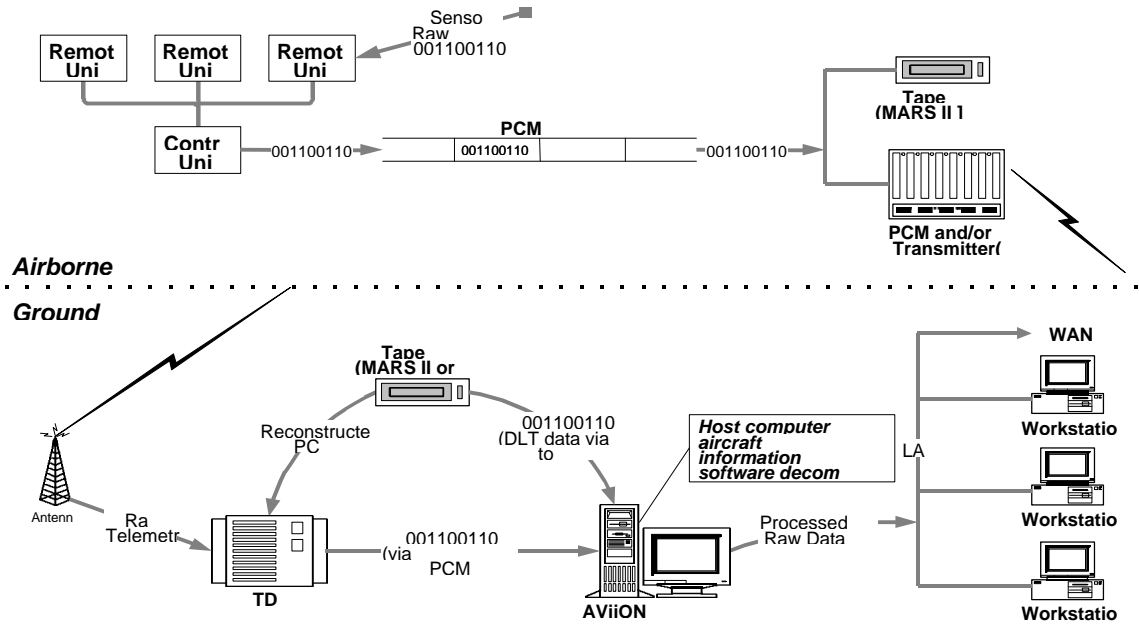 Senso
Raw
001100110
Remot
Uni
Remot
Uni
Remot
Uni
Contr
Uni
001100110
PCM
001100110
001100110
Tape
(MARS II ]
PCM and/or
Transmitter(
Airborne
Ground
Tape
(MARS II or
Reconstructe
PC
001100110
(DLT data via
to
Host computer
aircraft
information
software decom
LA
WAN
Workstatio
Workstatio
Workstatio
Antenn
Ra
Telemetr
TD
001100110
(via
PCM
AViiON
Processed
Raw Data